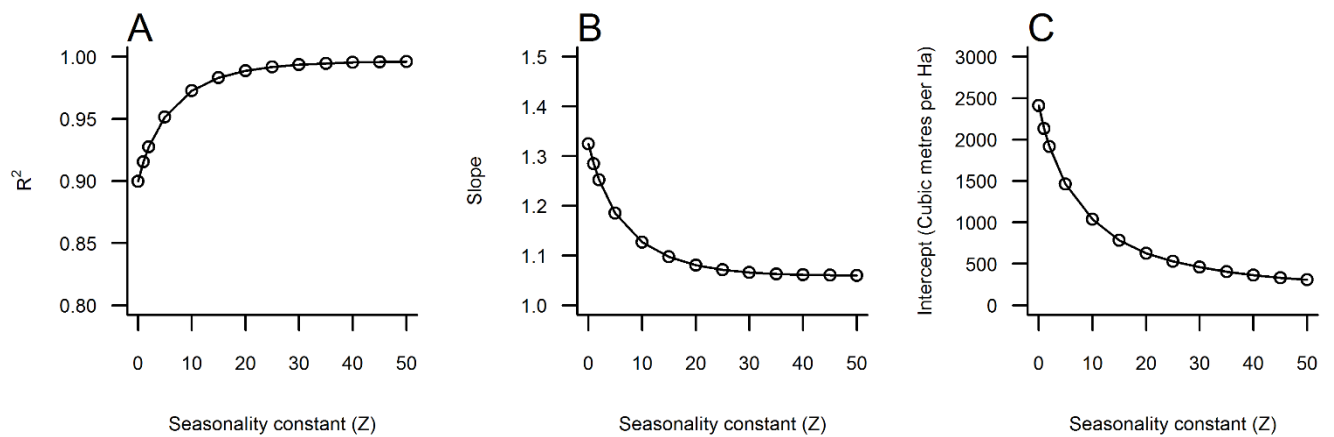 A
R²
1.00
0.95
0.90
0.85
0.80
0 10 20 30 40 50
Seasonality constant (Z)
B
Slope
1.5
1.4
1.3
1.2
1.1
1.0
0 10 20 30 40 50
Seasonality constant (Z)
C
Intercept (Cubic metres per Ha)
3000
2500
2000
1500
1000
500
0
0 10 20 30 40 50
Seasonality constant (Z)